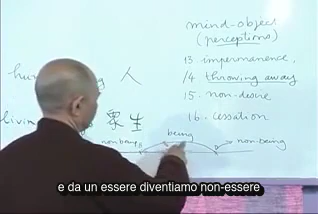 mind-object
(perceptions)
13. impermanence
14. throwing away
15. non-desire
16. cessation
人
眾生
being
non-being
e da un essere diventiamo non-essere